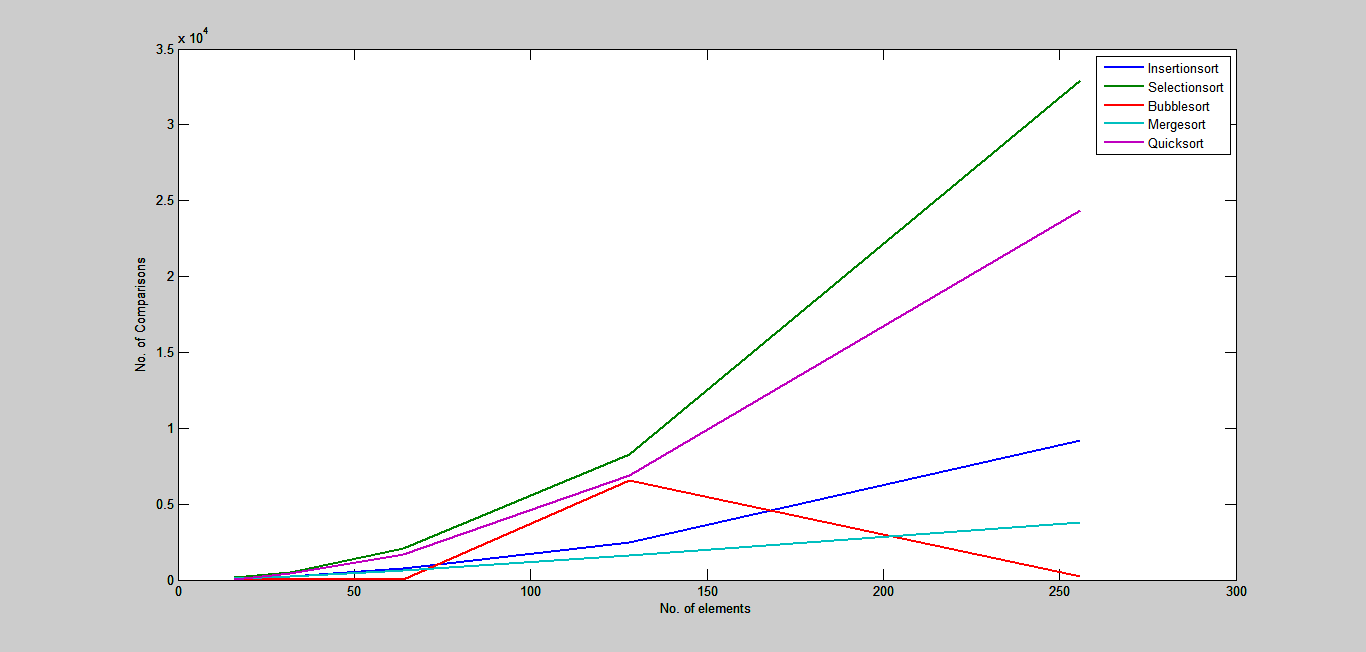 x 10^4
3.5
3
2.5
2
1.5
1
0.5
0
No. of Comparisons
Insertionsort
Selectionsort
Bubblesort
Mergesort
Quicksort
0 50 100 150 200 250 300
No. of elements